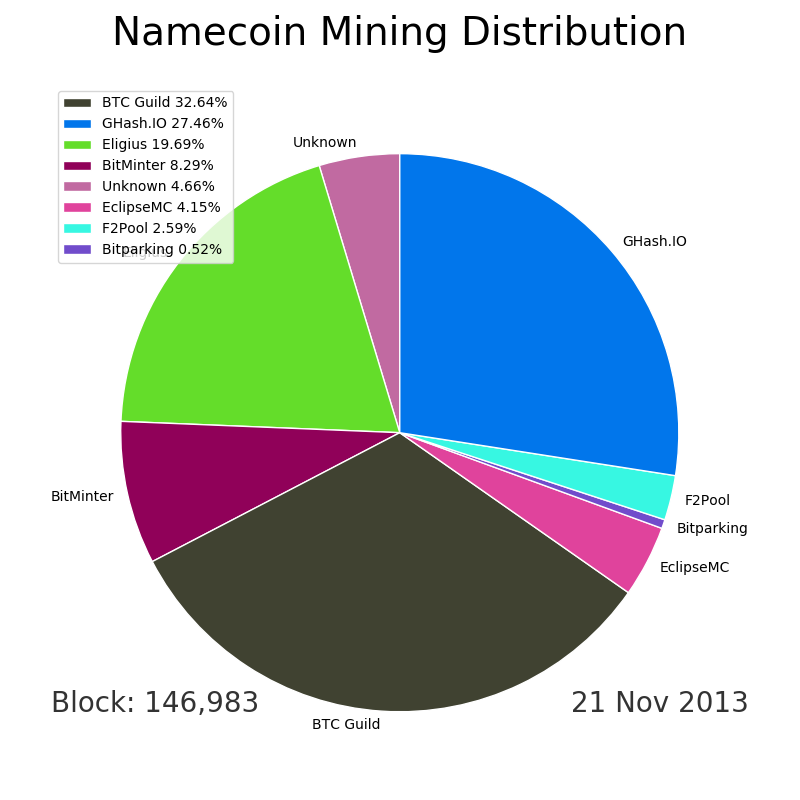 Namecoin Mining Distribution
BTC Guild 32.64%
GHash.IO 27.46%
Eligius 19.69%
BitMinter 8.29%
Unknown 4.66%
EclipseMC 4.15%
F2Pool 2.59%
Bitparking 0.52%
Unknown
GHash.IO
Eligius
BitMinter
F2Pool
Bitparking
EclipseMC
Block: 146,983
21 Nov 2013
BTC Guild